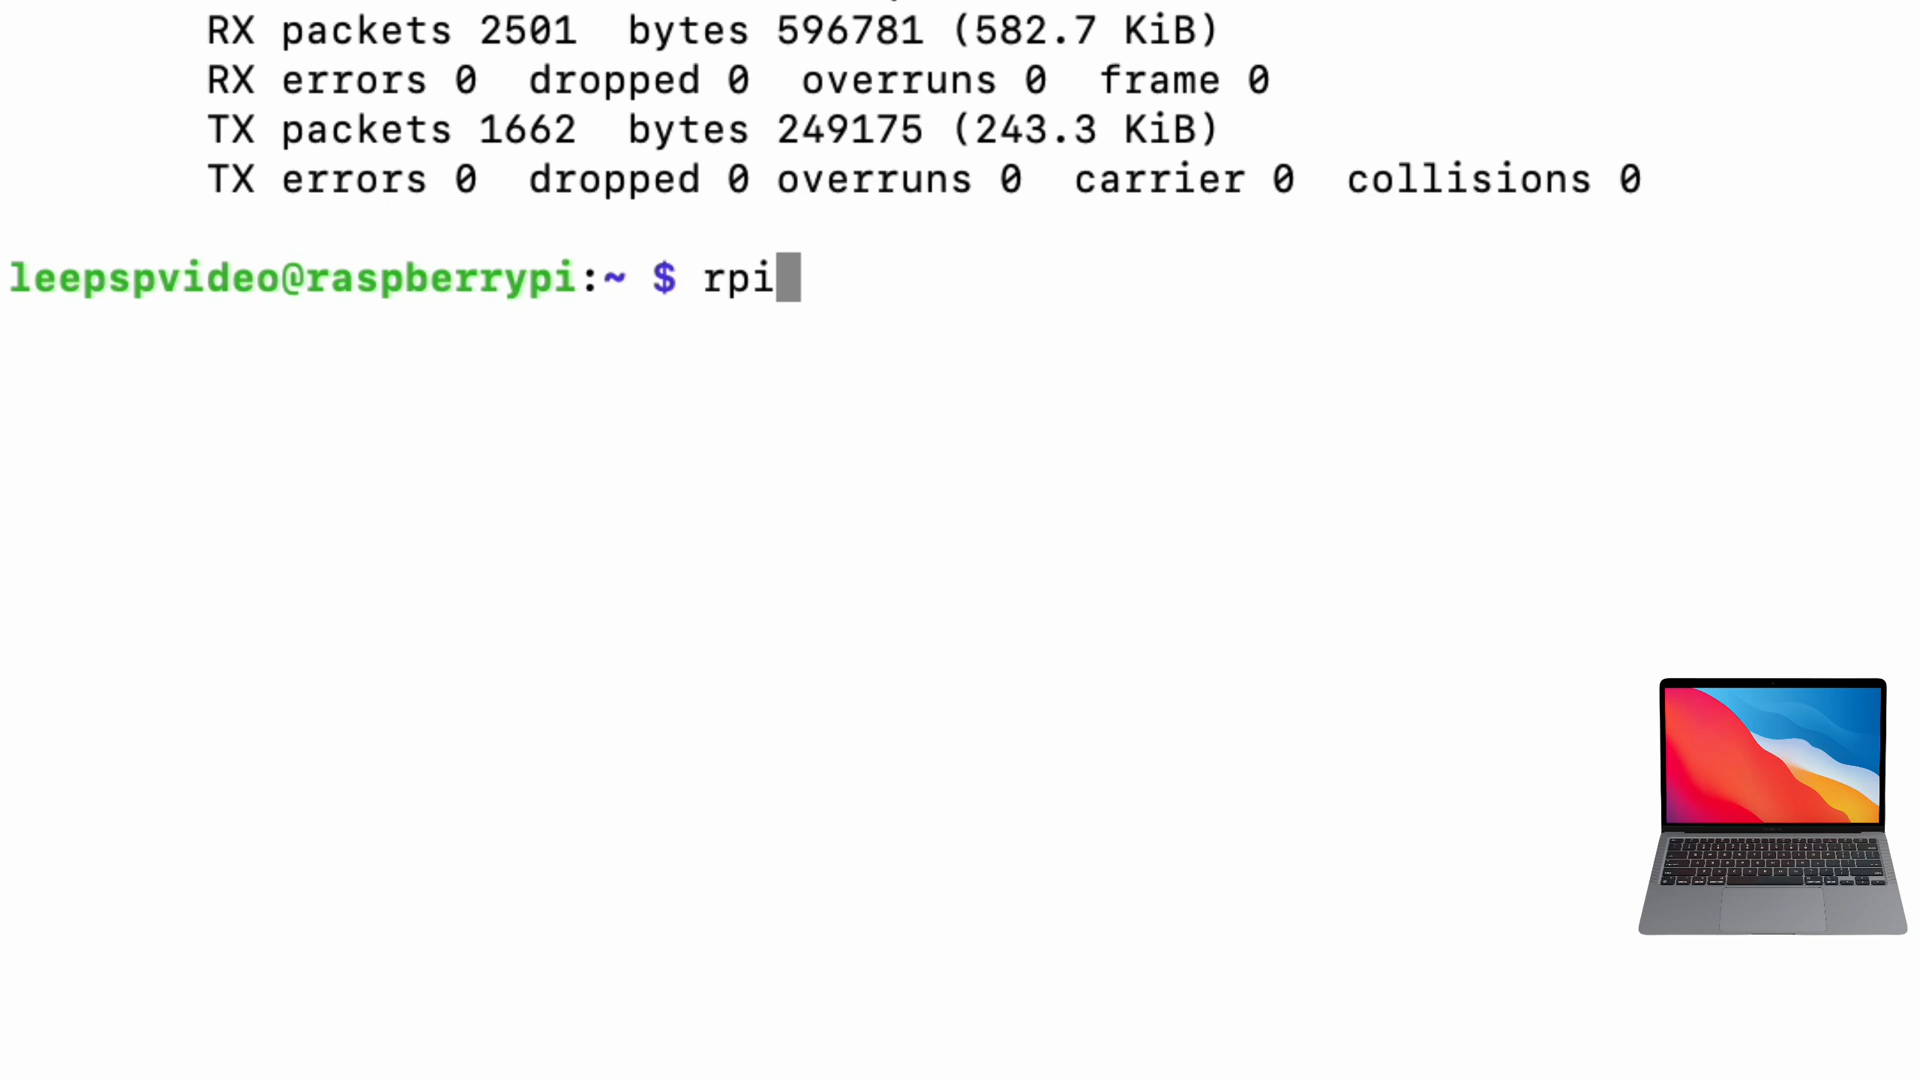 RX packets 2501  bytes 596781 (582.7 KiB)
RX errors 0  dropped 0  overruns 0  frame 0
TX packets 1662  bytes 249175 (243.3 KiB)
TX errors 0  dropped 0 overruns 0  carrier 0  collisions 0
leepspvideo@raspberrypi:~ $ rpi